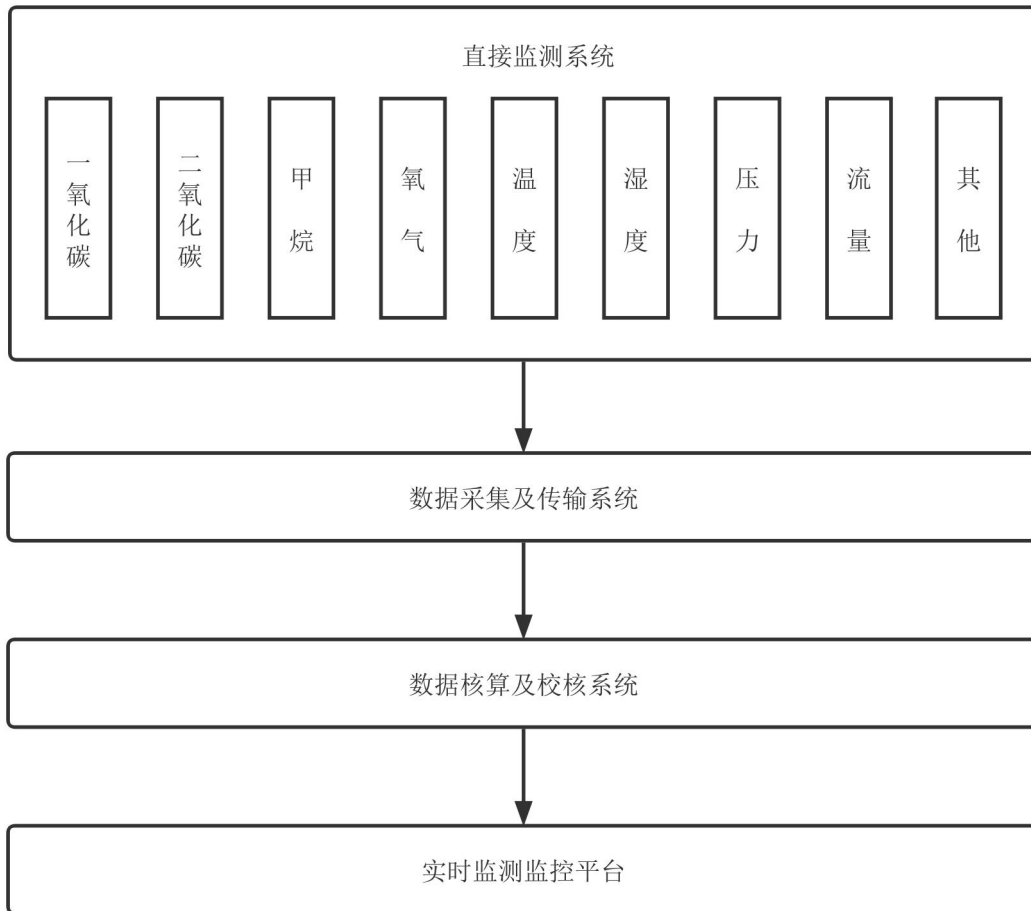 直接监测系统
一氧化碳
二氧化碳
甲烷
氧气
温度
湿度
压力
流量
其他
数据采集及传输系统
数据核算及校核系统
实时监测监控平台